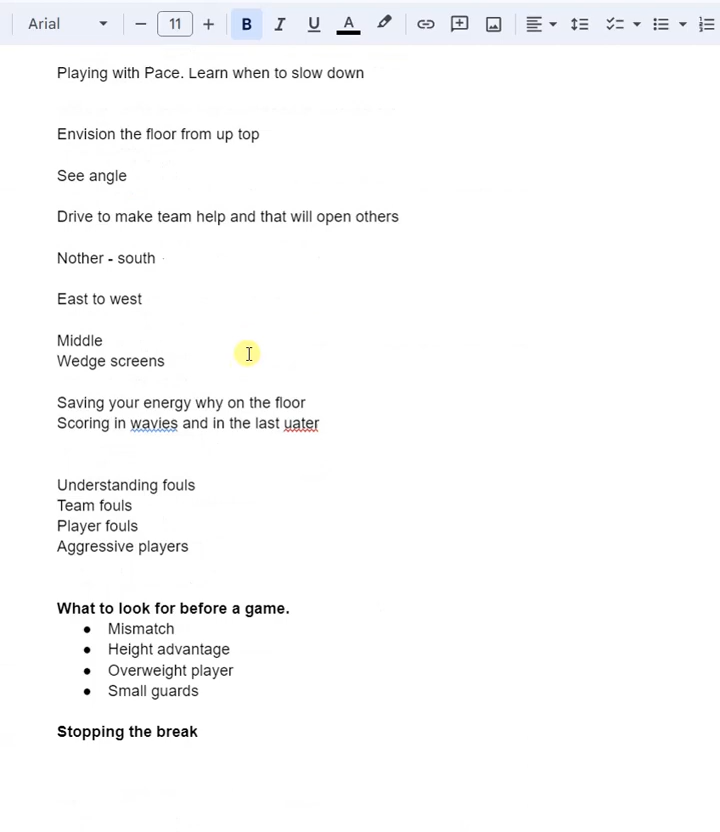 Arial
11
B I U A
Playing with Pace. Learn when to slow down
Envision the floor from up top
See angle
Drive to make team help and that will open others
Nother - south
East to west
Middle
Wedge screens
Saving your energy why on the floor
Scoring in wavies and in the last uater
Understanding fouls
Team fouls
Player fouls
Aggressive players
What to look for before a game.
● Mismatch
● Height advantage
● Overweight player
● Small guards
Stopping the break